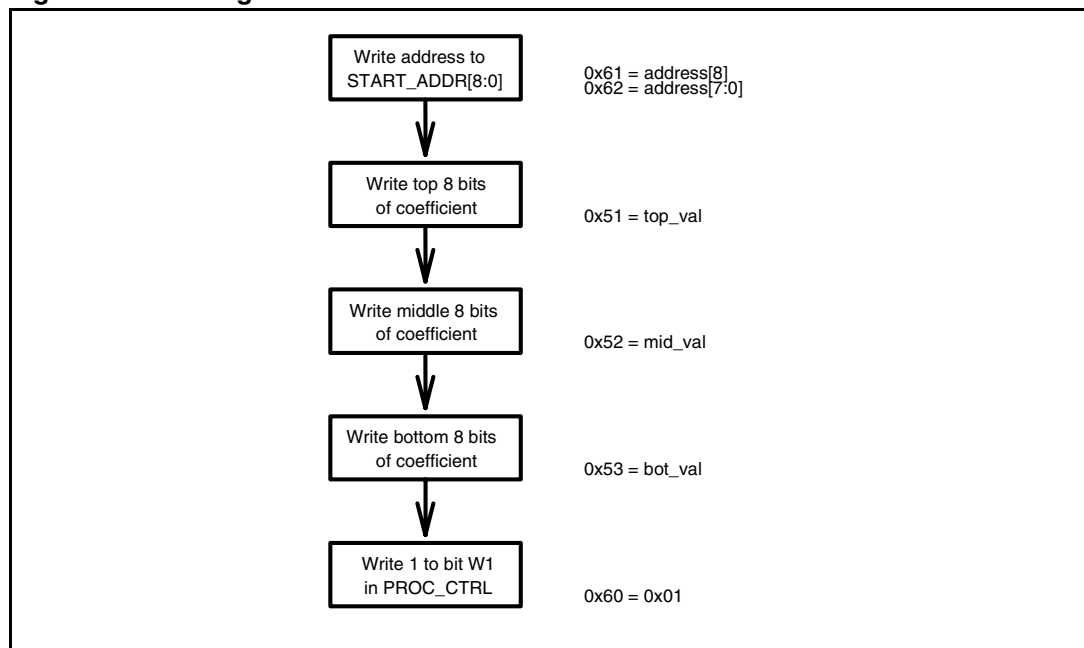 Write address to
START_ADDR[8:0]
0x61 = address[8]
0x62 = address[7:0]
Write top 8 bits
of coefficient
0x51 = top_val
Write middle 8 bits
of coefficient
0x52 = mid_val
Write bottom 8 bits
of coefficient
0x53 = bot_val
Write 1 to bit W1
in PROC_CTRL
0x60 = 0x01